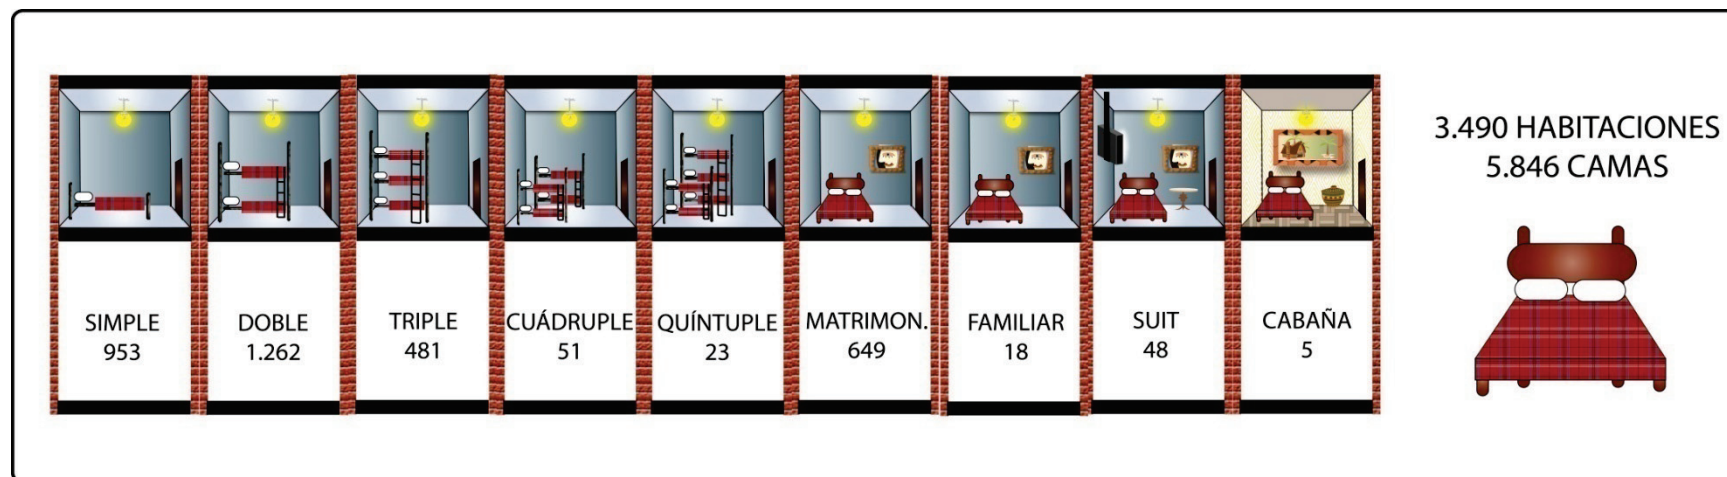 SIMPLE
953
DOBLE
1.262
TRIPLE
481
CUÁDRUPLE
51
QUÍNTUPLE
23
MATRIMON.
649
FAMILIAR
18
SUIT
48
CABAÑA
5
3.490 HABITACIONES
5.846 CAMAS